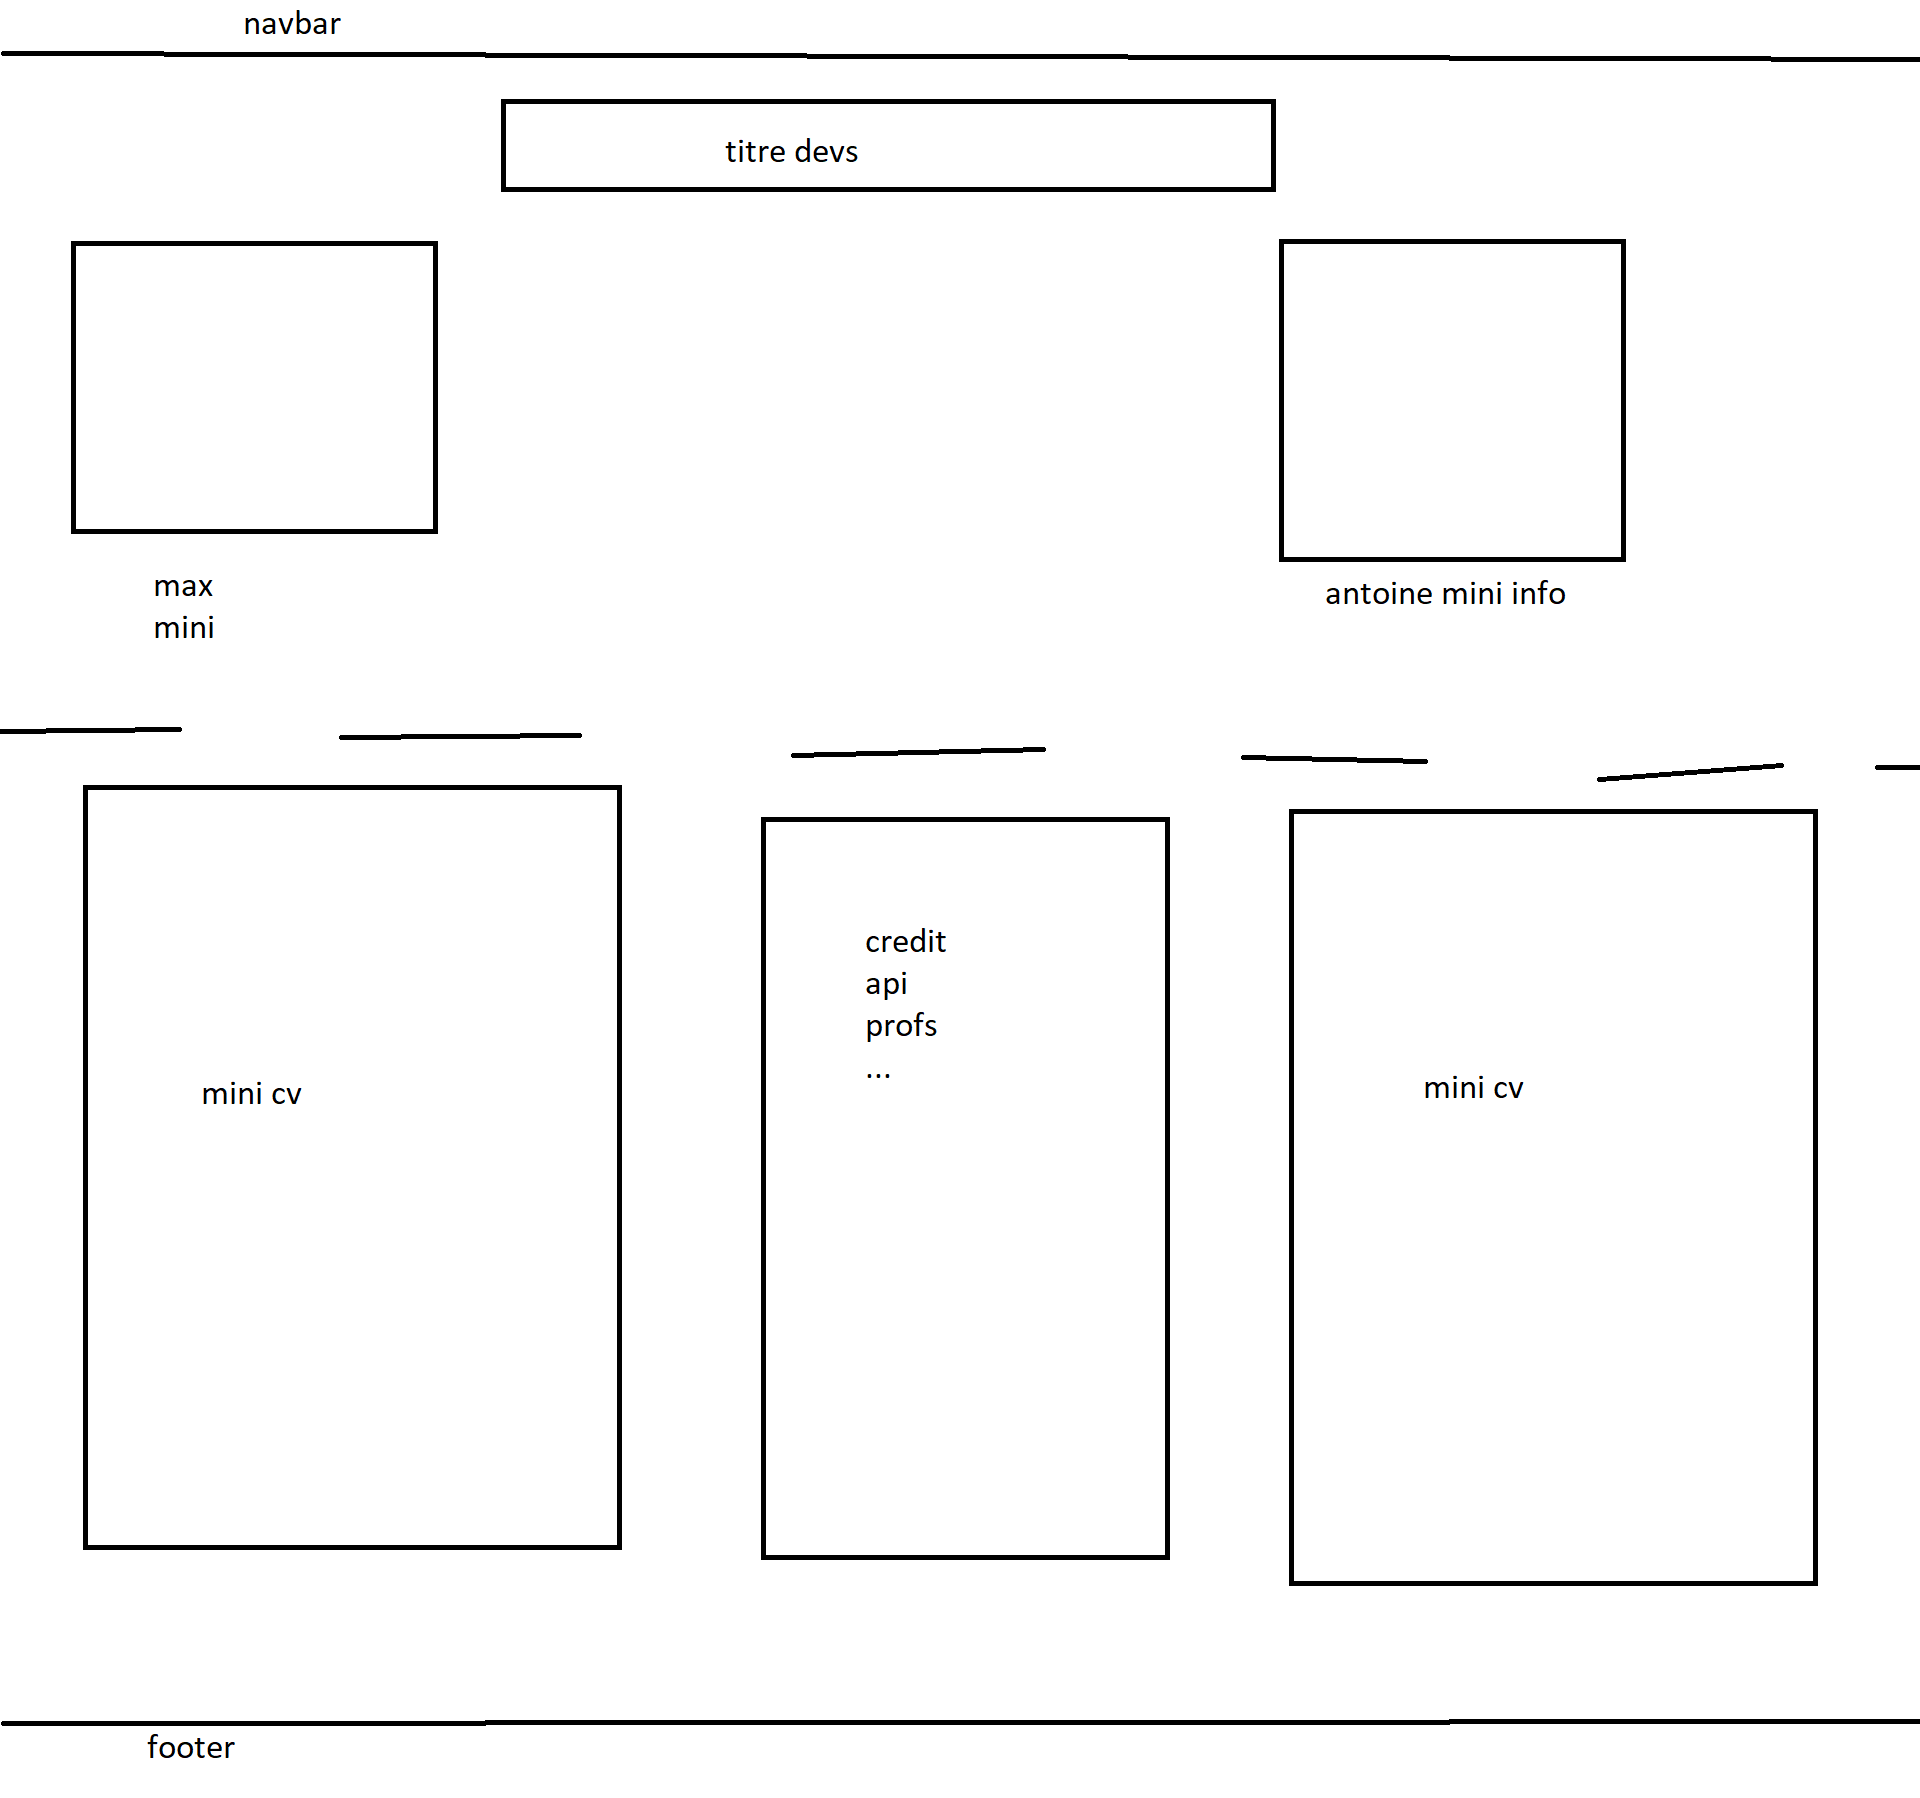 navbar
titre devs
max
mini
antoine mini info
mini cv
credit
api
profs
...
mini cv
footer